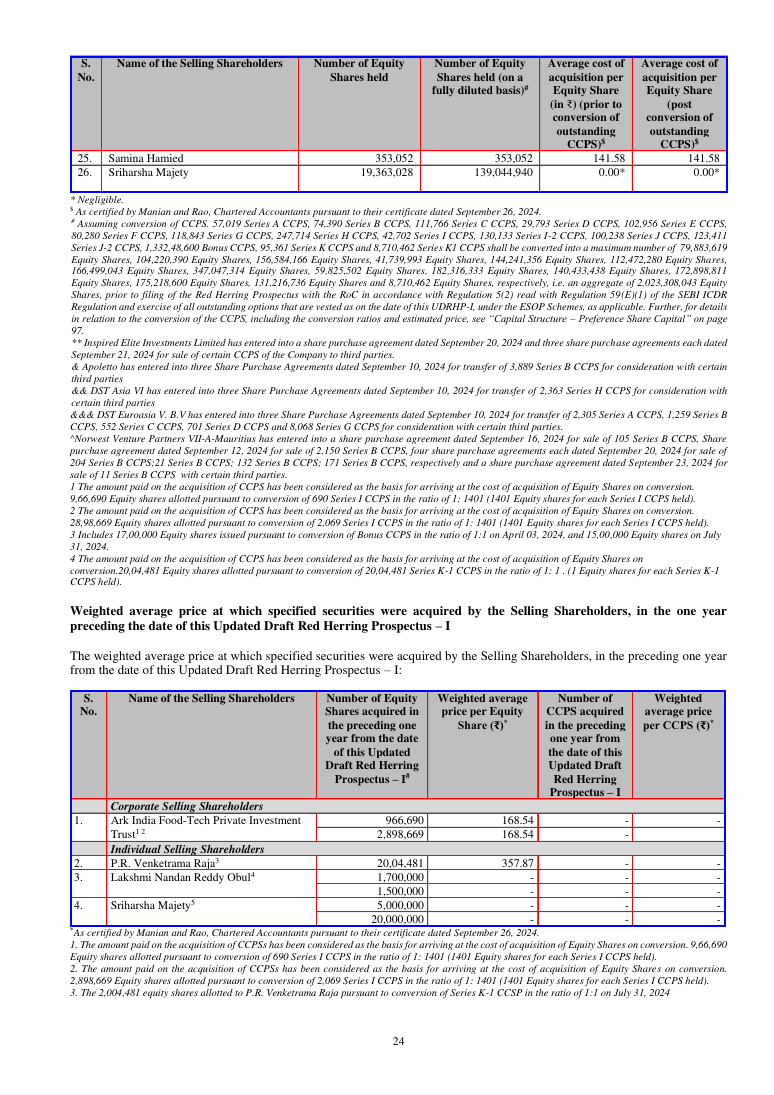 S. No. Name of the Selling Shareholders Number of Equity Shares held Number of Equity Shares held (on a fully diluted basis)# Average cost of acquisition per Equity Share (in ₹) (prior to conversion of outstanding CCPS)$ Average cost of acquisition per Equity Share (post conversion of outstanding CCPS)$
25. Samina Hamied 353,052 353,052 141.58 141.58
26. Sriharsha Majety 19,363,028 139,044,940 0.00* 0.00*
* Negligible.
$ As certified by Manian and Rao, Chartered Accountants pursuant to their certificate dated September 26, 2024.
# Assuming conversion of CCPS. 57,019 Series A CCPS, 74,390 Series B CCPS, 111,766 Series C CCPS, 29,793 Series D CCPS, 102,956 Series E CCPS,
80,280 Series F CCPS, 118,843 Series G CCPS, 247,714 Series H CCPS, 42,702 Series I CCPS, 130,133 Series I-2 CCPS, 100,238 Series J CCPS, 123,411
Series J-2 CCPS, 1,332,48,600 Bonus CCPS, 95,361 Series K CCPS and 8,710,462 Series K1 CCPS shall be converted into a maximum number of 79,883,619
Equity Shares, 104,220,390 Equity Shares, 156,584,166 Equity Shares, 41,739,993 Equity Shares, 144,241,356 Equity Shares, 112,472,280 Equity Shares,
166,499,043 Equity Shares, 347,047,314 Equity Shares, 59,825,502 Equity Shares, 182,316,333 Equity Shares, 140,433,438 Equity Shares, 172,898,811
Equity Shares, 175,218,600 Equity Shares, 131,216,736 Equity Shares and 8,710,462 Equity Shares, respectively, i.e. an aggregate of 2,023,308,043 Equity
Shares, prior to filing of the Red Herring Prospectus with the RoC in accordance with Regulation 5(2) read with Regulation 59(E)(1) of the SEBI ICDR
Regulation and exercise of all outstanding options that are vested as on the date of this UDRHP-I, under the ESOP Schemes, as applicable. Further, for details
in relation to the conversion of the CCPS, including the conversion ratios and estimated price, see “Capital Structure – Preference Share Capital” on page
97.
** Inspired Elite Investments Limited has entered into a share purchase agreement dated September 20, 2024 and three share purchase agreements each dated
September 21, 2024 for sale of certain CCPS of the Company to third parties.
& Apoletto has entered into three Share Purchase Agreements dated September 10, 2024 for transfer of 3,889 Series B CCPS for consideration with certain
third parties
&& DST Asia VI has entered into three Share Purchase Agreements dated September 10, 2024 for transfer of 2,363 Series H CCPS for consideration with
certain third parties
&&& DST Euroasia V. B.V has entered into three Share Purchase Agreements dated September 10, 2024 for transfer of 2,305 Series A CCPS, 1,259 Series B
CCPS, 552 Series C CCPS, 701 Series D CCPS and 8,068 Series G CCPS for consideration with certain third parties.
^Norwest Venture Partners VII-A-Mauritius has entered into a share purchase agreement dated September 16, 2024 for sale of 105 Series B CCPS, Share
purchase agreement dated September 12, 2024 for sale of 2,150 Series B CCPS, four share purchase agreements each dated September 20, 2024 for sale of
204 Series B CCPS;21 Series B CCPS; 132 Series B CCPS; 171 Series B CCPS, respectively and a share purchase agreement dated September 23, 2024 for
sale of 11 Series B CCPS with certain third parties.
1 The amount paid on the acquisition of CCPS has been considered as the basis for arriving at the cost of acquisition of Equity Shares on conversion.
9,66,690 Equity Shares allotted pursuant to conversion of 690 Series I CCPS in the ratio of 1: 1401 (1401 Equity shares for each Series I CCPS held).
2 The amount paid on the acquisition of CCPS has been considered as the basis for arriving at the cost of acquisition of Equity Shares on conversion.
28,98,669 Equity shares allotted pursuant to conversion of 2,069 Series I CCPS in the ratio of 1: 1401 (1401 Equity shares for each Series I CCPS held).
3 Includes 17,00,000 Equity shares issued pursuant to conversion of Bonus CCPS in the ratio of 1:1 on April 03, 2024, and 15,00,000 Equity shares on July
31, 2024.
4 The amount paid on the acquisition of CCPS has been considered as the basis for arriving at the cost of acquisition of Equity Shares on
conversion.20,04,481 Equity shares allotted pursuant to conversion of 20,04,481 Series K-1 CCPS in the ratio of 1: 1 . (1 Equity shares for each Series K-1
CCPS held).
Weighted average price at which specified securities were acquired by the Selling Shareholders, in the one year
preceding the date of this Updated Draft Red Herring Prospectus – I
The weighted average price at which specified securities were acquired by the Selling Shareholders, in the preceding one year
from the date of this Updated Draft Red Herring Prospectus – I:
S. No. Name of the Selling Shareholders Number of Equity Shares acquired in the preceding one year from the date of this Updated Draft Red Herring Prospectus – I# Weighted average price per Equity Share (₹)* Number of CCPS acquired in the preceding one year from the date of this Updated Draft Red Herring Prospectus – I Weighted average price per CCPS (₹)*
Corporate Selling Shareholders
1. Ark India Food-Tech Private Investment 966,690 168.54 - -
Trust1 2 2,898,669 168.54 - -
Individual Selling Shareholders
2. P.R. Venketrama Raja3 20,04,481 357.87 - -
3. Lakshmi Nandan Reddy Obul4 1,700,000 - - -
1,500,000 - - -
4. Sriharsha Majety5 5,000,000 - - -
20,000,000 - - -
*As certified by Manian and Rao, Chartered Accountants pursuant to their certificate dated September 26, 2024.
1. The amount paid on the acquisition of CCPSs has been considered as the basis for arriving at the cost of acquisition of Equity Shares on conversion. 9,66,690
Equity shares allotted pursuant to conversion of 690 Series I CCPS in the ratio of 1: 1401 (1401 Equity shares for each Series I CCPS held).
2. The amount paid on the acquisition of CCPSs has been considered as the basis for arriving at the cost of acquisition of Equity Shares on conversion.
2,898,669 Equity shares allotted pursuant to conversion of 2,069 Series I CCPS in the ratio of 1: 1401 (1401 Equity shares for each Series I CCPS held).
3. The 2,004,481 equity shares allotted to P.R. Venketrama Raja pursuant to conversion of Series K-1 CCSP in the ratio of 1:1 on July 31, 2024
24